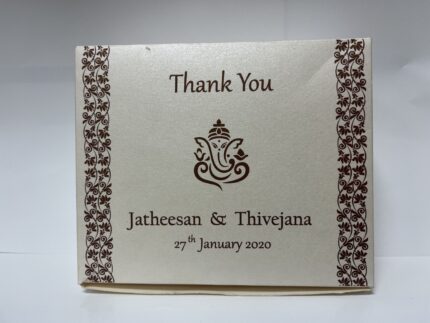 Thank You
Jatheesan & Thivejana
27th January 2020